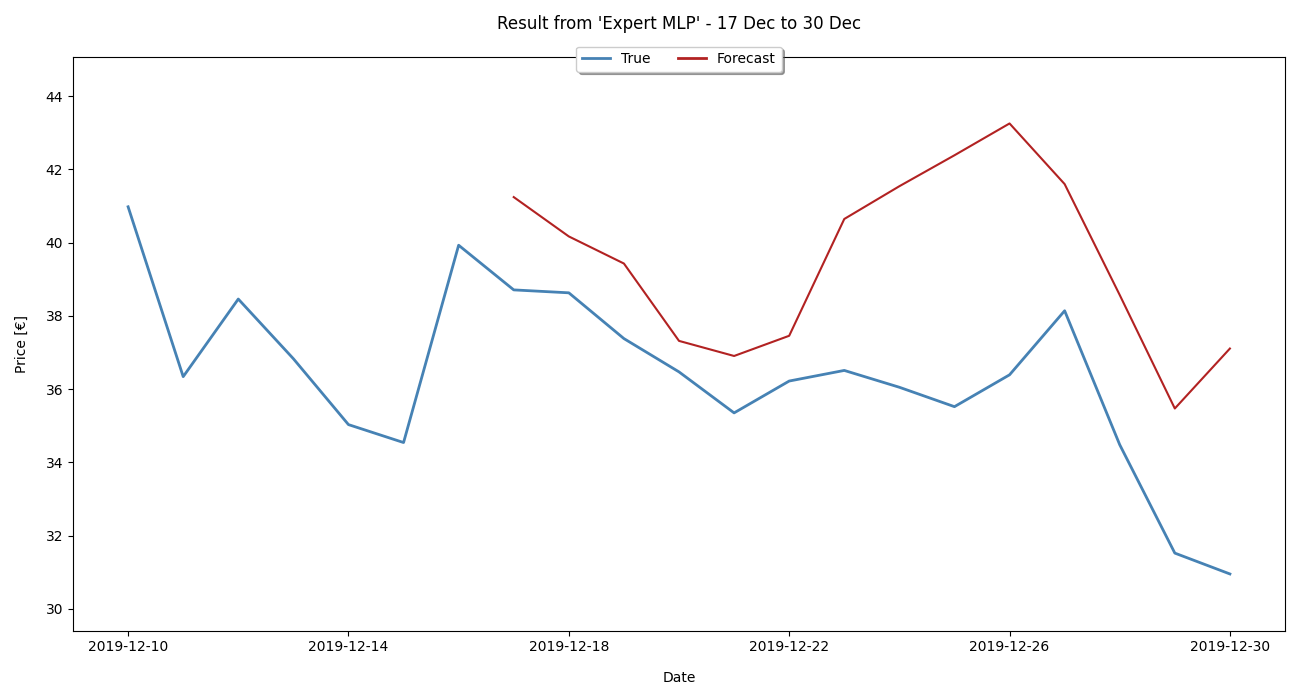 Result from 'Expert MLP' - 17 Dec to 30 Dec
True Forecast
44
42
40
38
36
34
32
30
Price [€]
2019-12-10 2019-12-14 2019-12-18 2019-12-22 2019-12-26 2019-12-30
Date